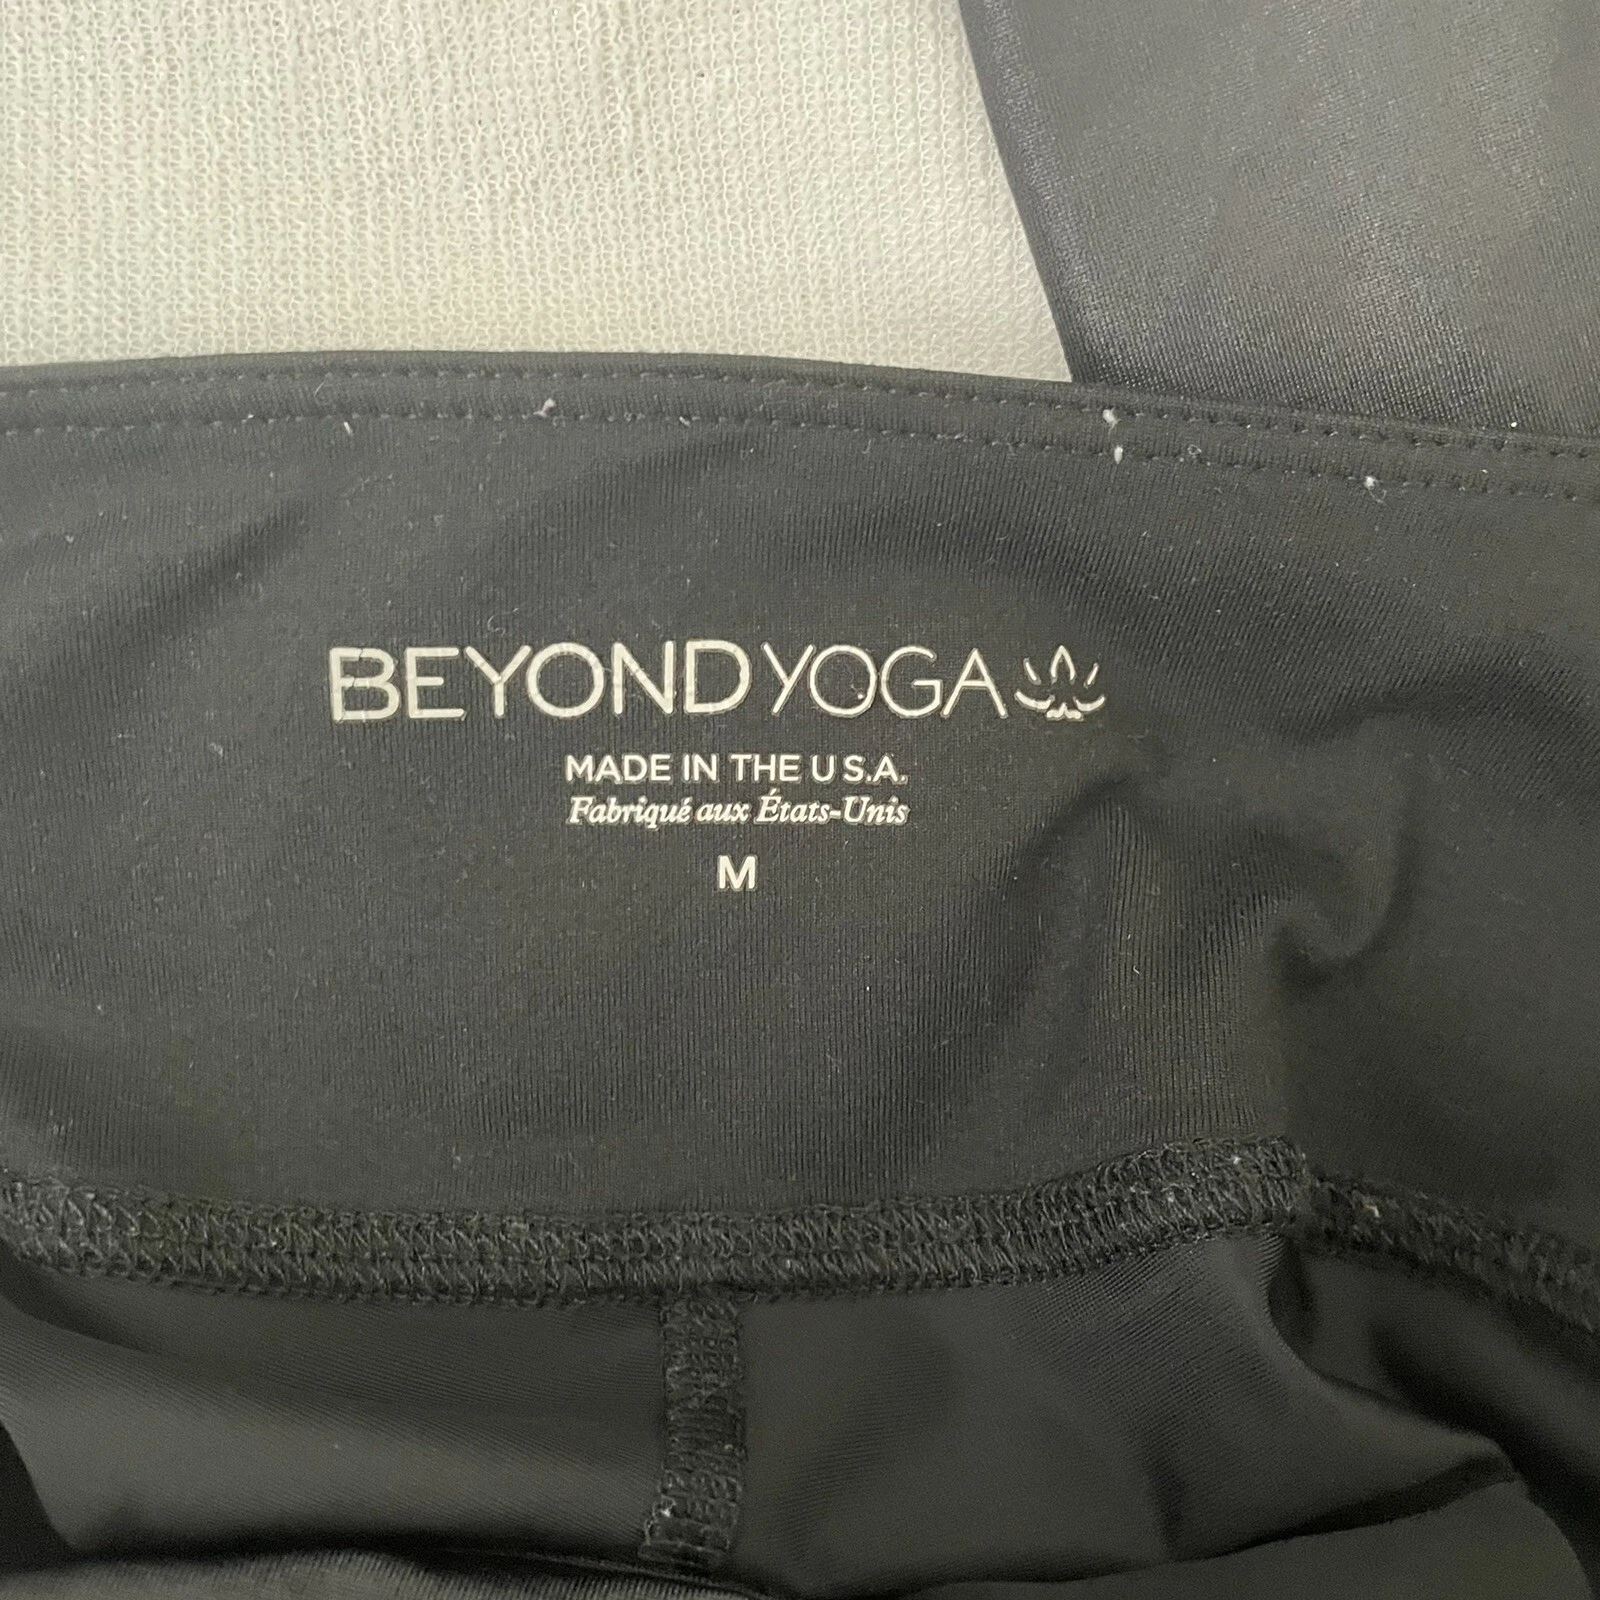 BEYOND YOGA
MADE IN THE U.S.A.
Fabriqué aux États-Unis
M